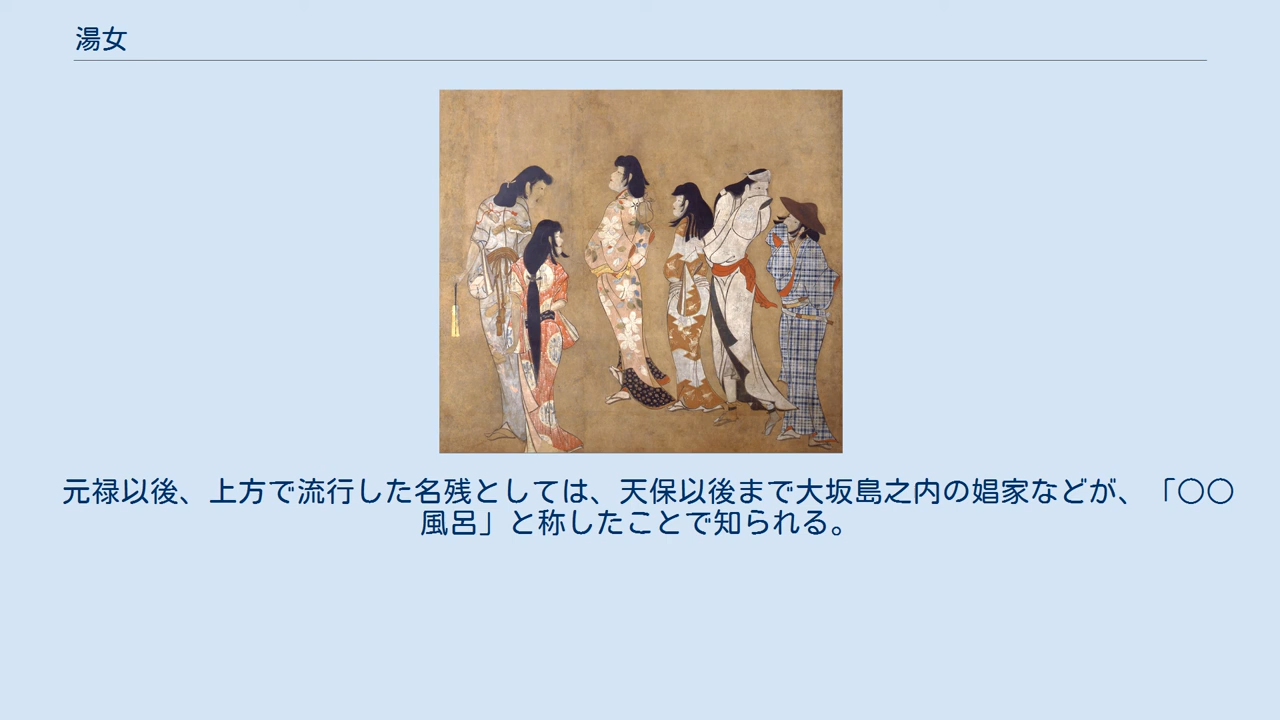 湯女
元禄以後、上方で流行した名残としては、天保以後まで大坂島之内の娼家などが、「○○
風呂」と称したことで知られる。